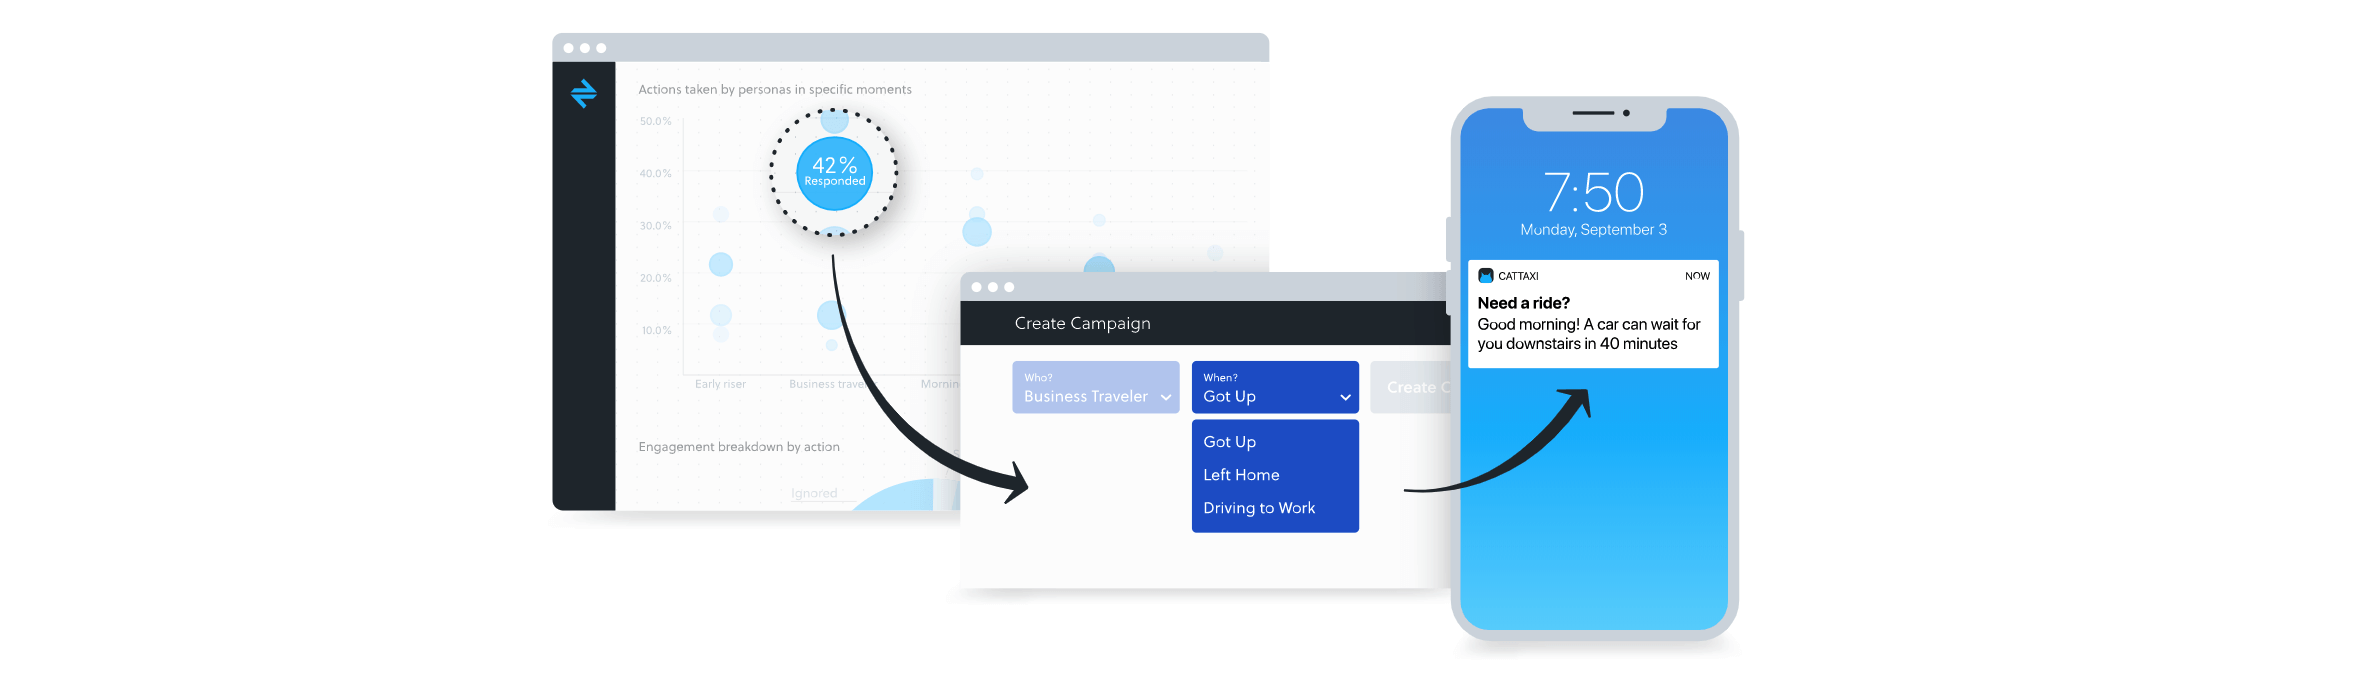 Actions taken by personas in specific moments
50.0%
40.0%
30.0%
20.0%
10.0%
42%
Responded
Early riser
Business travel
Mornin
Engagement breakdown by action
Ignored
S
Create Campaign
Who?
Business Traveler
When?
Got Up
Create C
Got Up
Left Home
Driving to Work
7:50
Monday, September 3
CATTAXI NOW
Need a ride?
Good morning! A car can wait for
you downstairs in 40 minutes